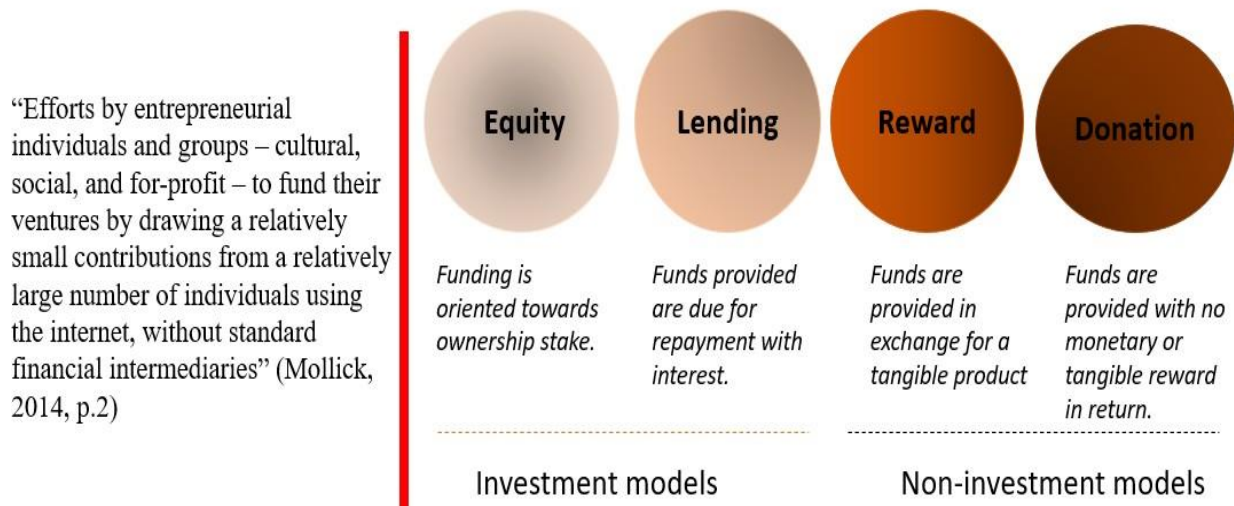 “Efforts by entrepreneurial
individuals and groups – cultural,
social, and for-profit – to fund their
ventures by drawing a relatively
small contributions from a relatively
large number of individuals using
the internet, without standard
financial intermediaries” (Mollick,
2014, p.2)
Equity
Lending
Reward
Donation
Funding is
oriented towards
ownership stake.
Funds provided
are due for
repayment with
interest.
Funds are
provided in
exchange for a
tangible product
Funds are
provided with no
monetary or
tangible reward
in return.
Investment models
Non-investment models